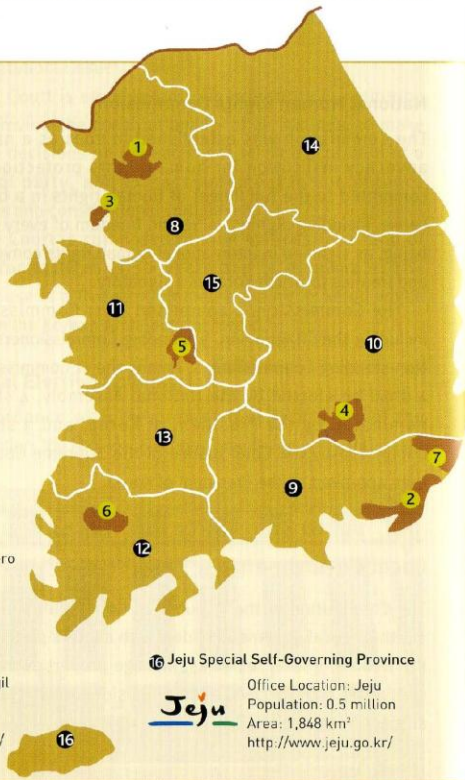 1
14
3
8
15
11
10
5
4
13
7
9
2
6
12
ero
16 Jeju Special Self-Governing Province
gil
Jeju
Office Location: Jeju
Population: 0.5 million
Area: 1,848 km²
http://www.jeju.go.kr/
/
16